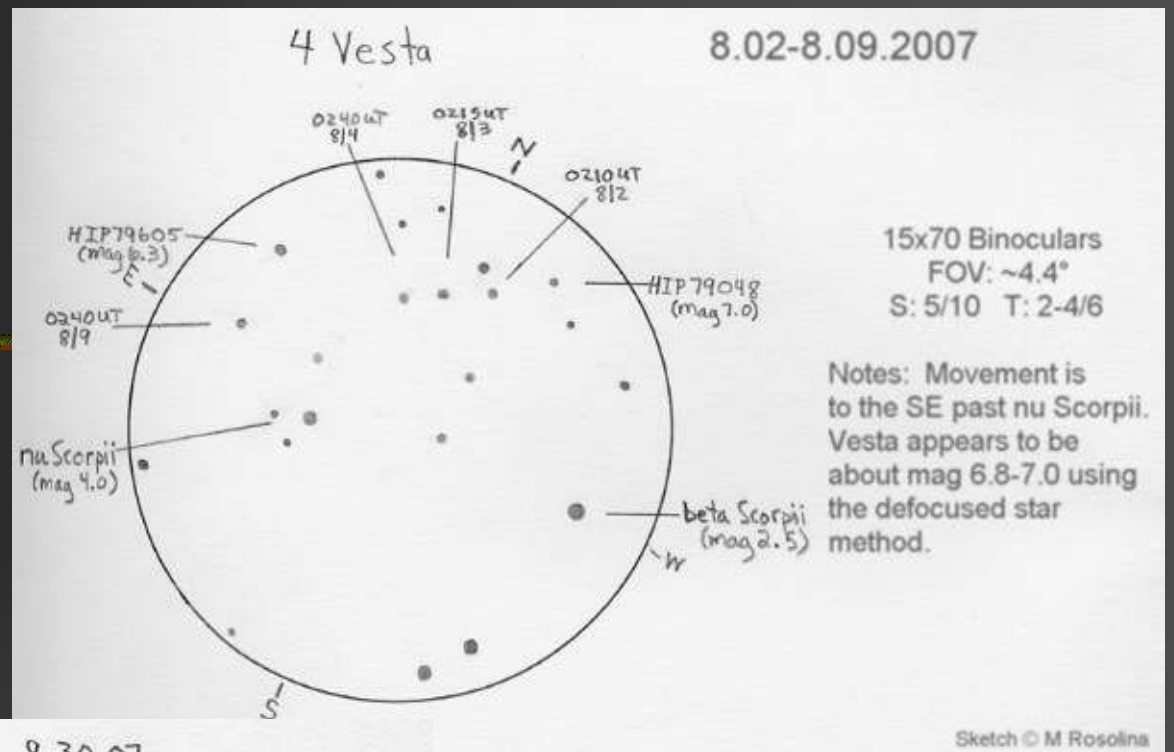 4 Vesta
8.02-8.09.2007
0240UT
8/4
0215UT
8/3
N
0210UT
8/2
HIP79605
(mag 6.3)
E
HIP79048
(mag 7.0)
0240UT
8/9
nu Scorpii
(mag 4.0)
beta Scorpii
(mag 2.5)
W
S
15x70 Binoculars
FOV: ~4.4°
S: 5/10 T: 2-4/6
Notes: Movement is
to the SE past nu Scorpii.
Vesta appears to be
about mag 6.8-7.0 using
the defocused star
method.
8.30.07
Sketch © M Rosolina